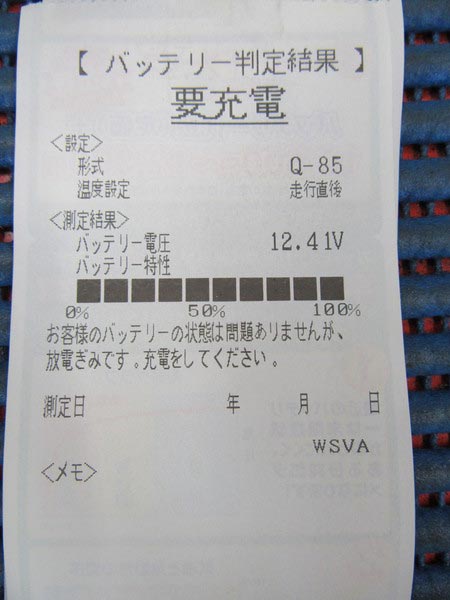 【 バッテリー判定結果 】
要充電
<設定>
形式 Q-85
温度設定 走行直後
<測定結果>
バッテリー電圧 12.41V
バッテリー特性
0% 50% 100%
お客様のバッテリーの状態は問題ありませんが、
放電ぎみです。充電をしてください。
測定日 年 月 日
WSVA
<メモ>